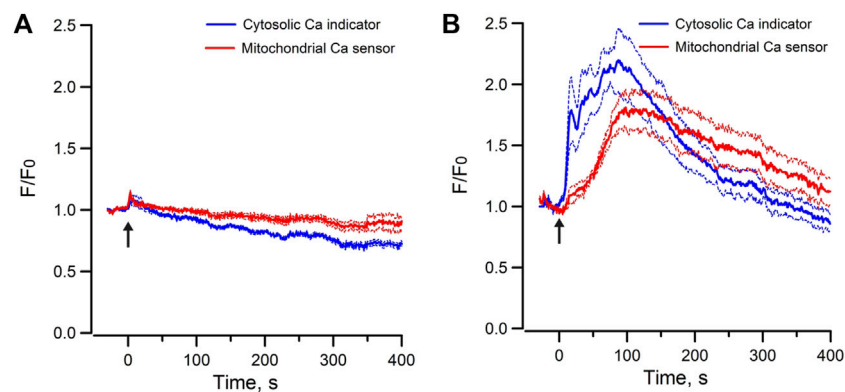 A
Cytosolic Ca indicator
Mitochondrial Ca sensor
2.5
2.0
1.5
1.0
0.5
0.0
F/F0
0
100
200
300
400
Time, s
B
Cytosolic Ca indicator
Mitochondrial Ca sensor
2.5
2.0
1.5
1.0
0.5
0.0
F/F0
0
100
200
300
400
Time, s